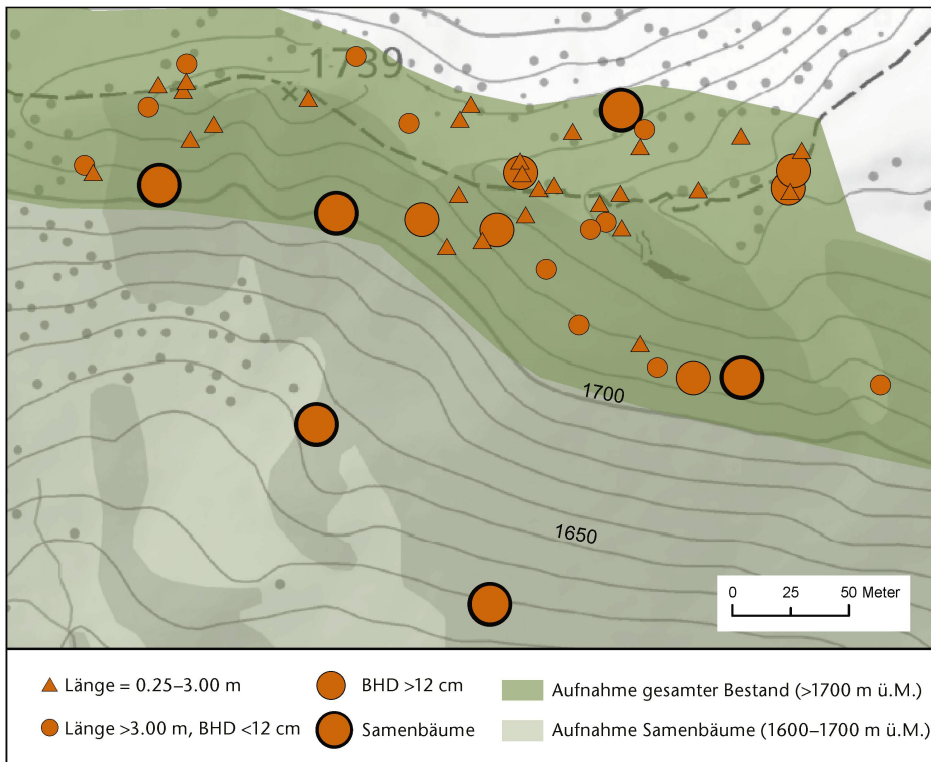 1739
1700
1650
0 25 50 Meter
Länge = 0.25–3.00 m
BHD >12 cm
Aufnahme gesamter Bestand (>1700 m ü.M.)
Länge >3.00 m, BHD <12 cm
Samenbäume
Aufnahme Samenbäume (1600–1700 m ü.M.)